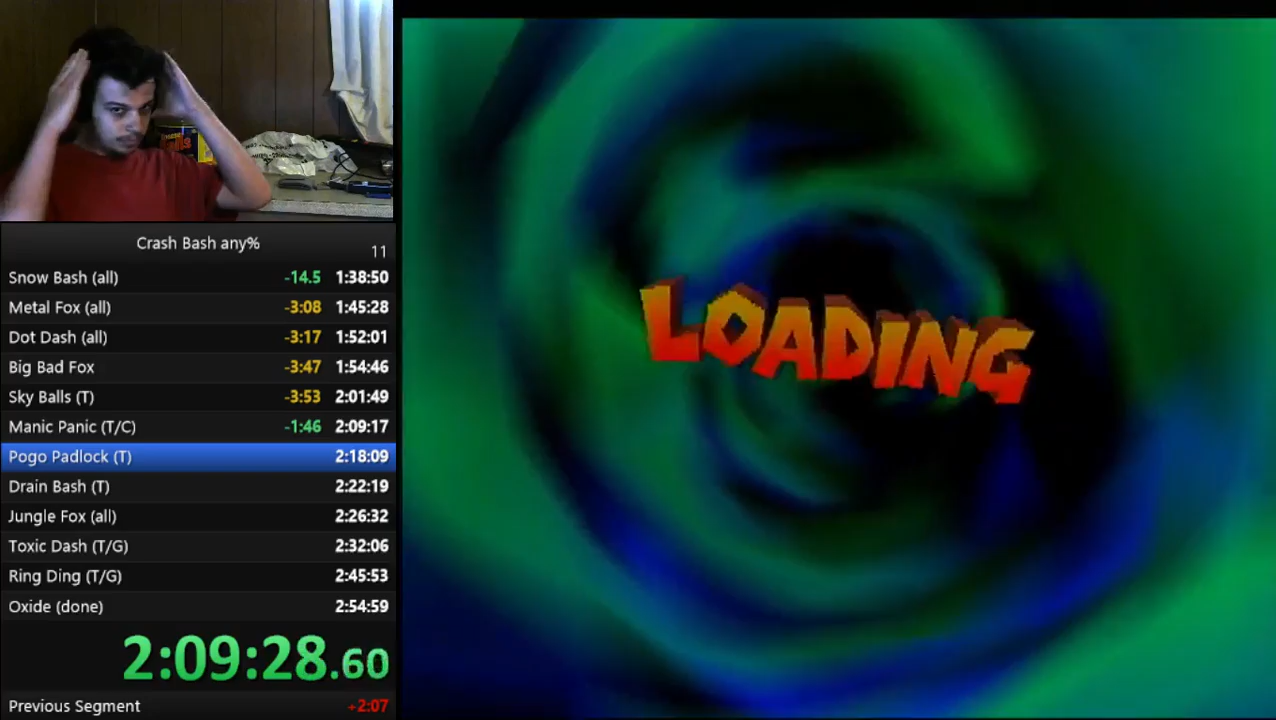 Crash Bash any%
11
Snow Bash (all) -14.5 1:38:50
Metal Fox (all) -3:08 1:45:28
Dot Dash (all) -3:17 1:52:01
Big Bad Fox -3:47 1:54:46
Sky Balls (T) -3:53 2:01:49
Manic Panic (T/C) -1:46 2:09:17
Pogo Padlock (T) 2:18:09
Drain Bash (T) 2:22:19
Jungle Fox (all) 2:26:32
Toxic Dash (T/G) 2:32:06
Ring Ding (T/G) 2:45:53
Oxide (done) 2:54:59
2:09:28.60
Previous Segment +2:07
LOADING